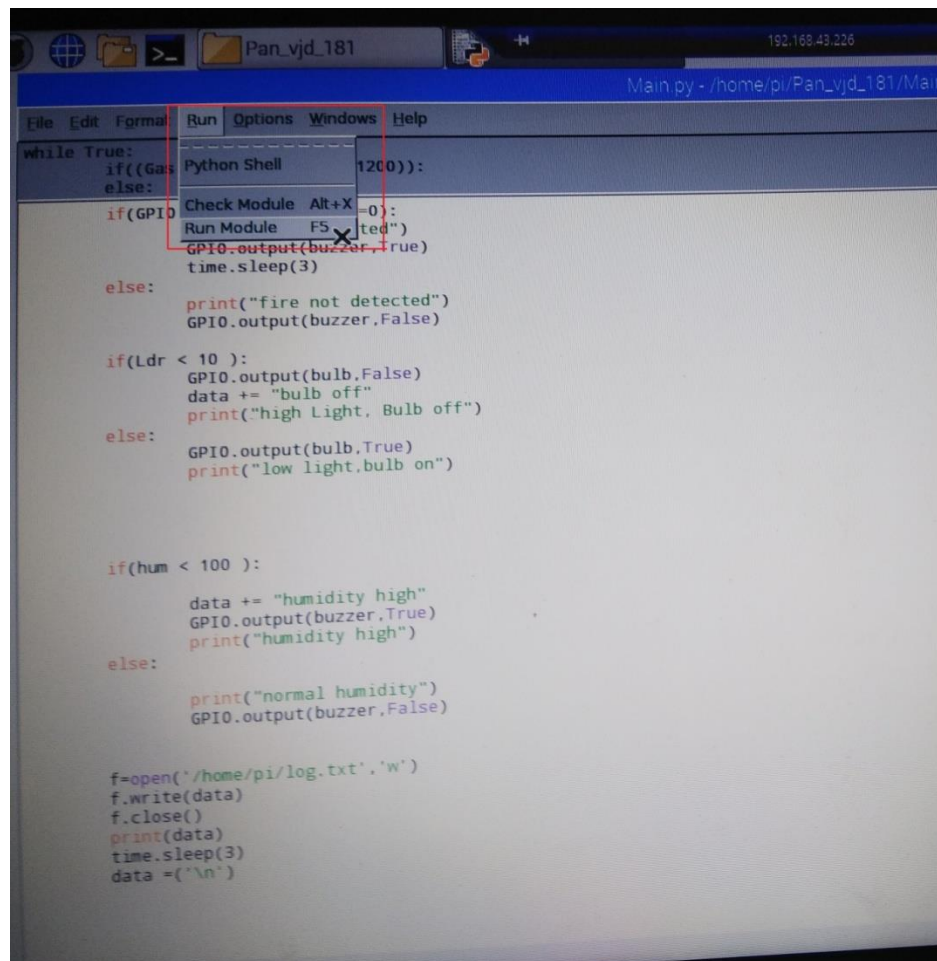 Pan_vjd_181
192.168.43.226
Main.py - /home/pi/Pan_vjd_181/Mai
File Edit Format Run Options Windows Help
while True:
if((Gas 1200)):
else:
Python Shell
Check Module Alt+X
Run Module F5
if(GPIO =0):
ted")
GPIO.output(buzzer,True)
time.sleep(3)
else:
print("fire not detected")
GPIO.output(buzzer,False)
if(Ldr < 10 ):
GPIO.output(bulb,False)
data += "bulb off"
print("high Light, Bulb off")
else:
GPIO.output(bulb,True)
print("low light,bulb on")
if(hum < 100 ):
data += "humidity high"
GPIO.output(buzzer,True)
print("humidity high")
else:
print("normal humidity")
GPIO.output(buzzer,False)
f=open('/home/pi/log.txt','w')
f.write(data)
f.close()
print(data)
time.sleep(3)
data =('\n')